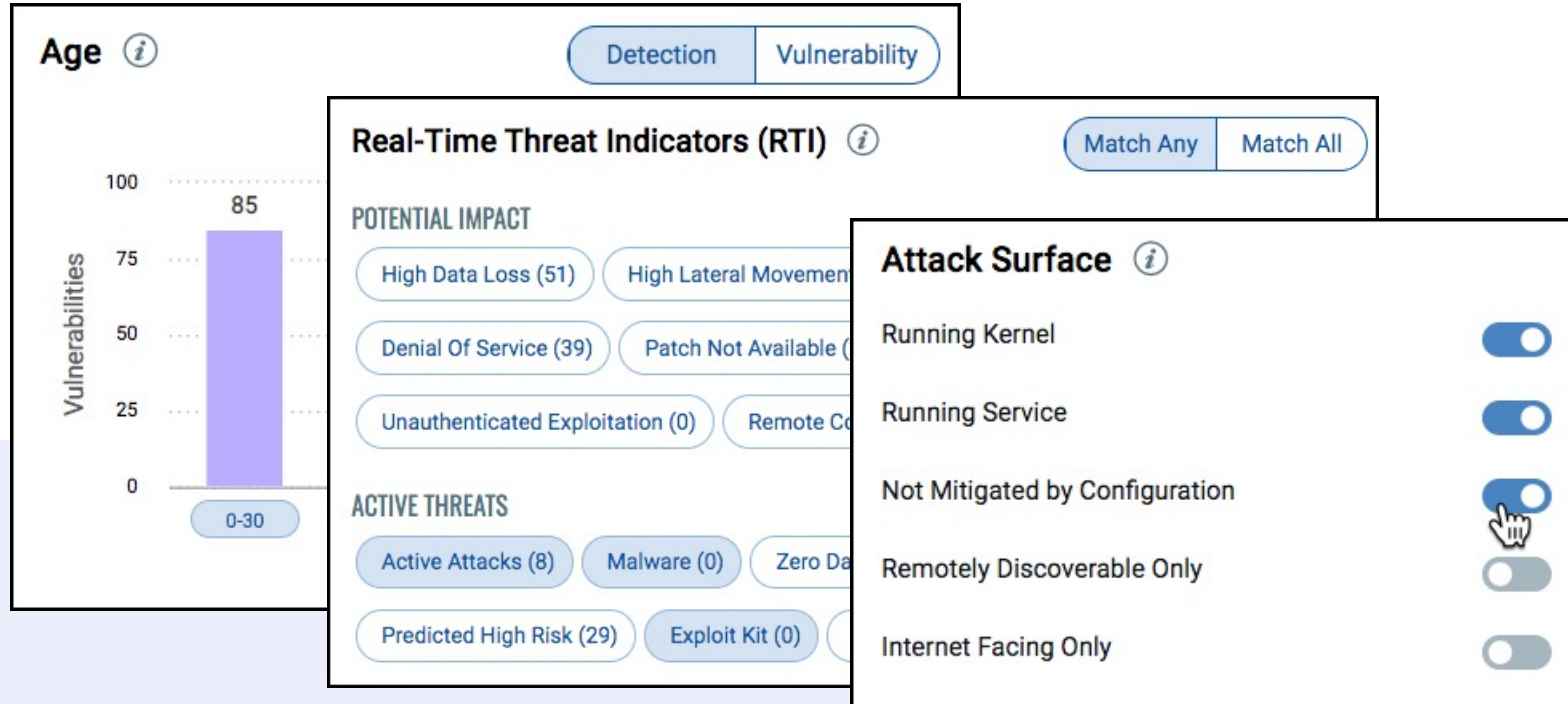 Age
Detection Vulnerability
100
85
75
50
25
0
Vulnerabilities
0-30
Real-Time Threat Indicators (RTI)
Match Any Match All
POTENTIAL IMPACT
High Data Loss (51) High Lateral Movement
Denial Of Service (39) Patch Not Available (
Unauthenticated Exploitation (0) Remote
ACTIVE THREATS
Active Attacks (8) Malware (0) Zero
Predicted High Risk (29) Exploit Kit (0)
Attack Surface
Running Kernel
Running Service
Not Mitigated by Configuration
Remotely Discoverable Only
Internet Facing Only